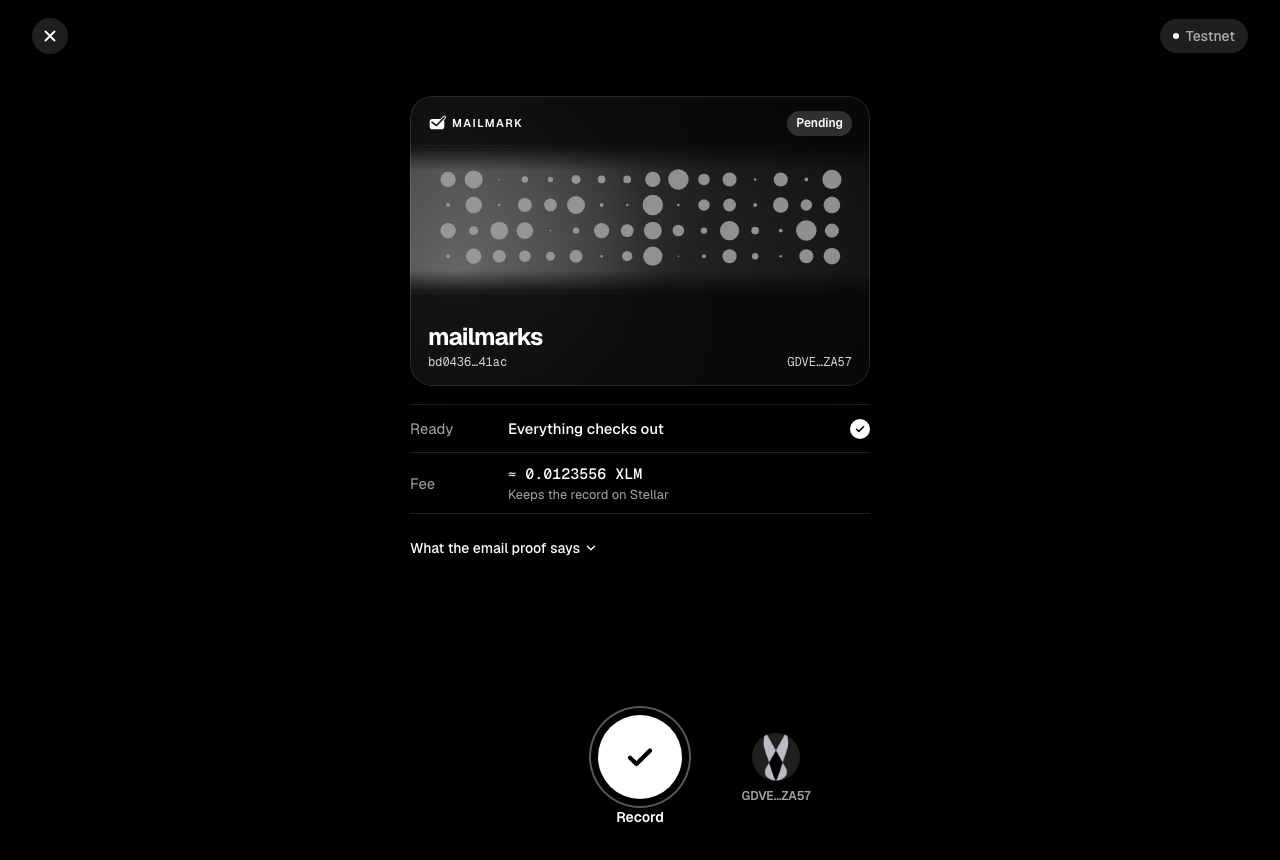 Testnet
MAILMARK
Pending
mailmarks
bd0436…41ac
GDVE…ZA57
Ready
Everything checks out
Fee
≈ 0.0123556 XLM
Keeps the record on Stellar
What the email proof says
GDVE…ZA57
Record